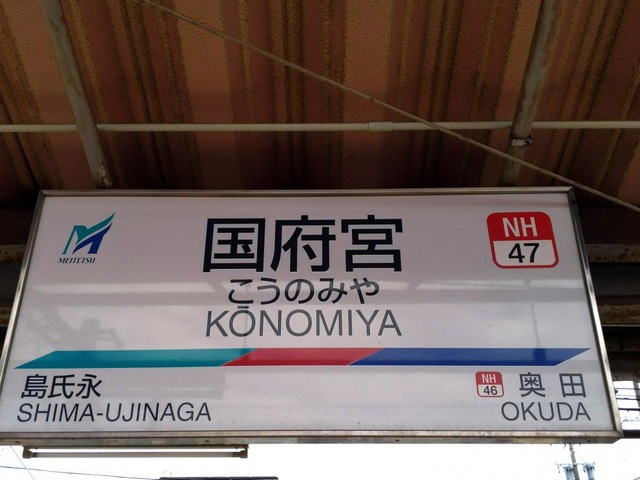 MEITETSU
国府宮
こうのみや
KŌNOMIYA
NH
47
島氏永
SHIMA-UJINAGA
NH
46
奥田
OKUDA